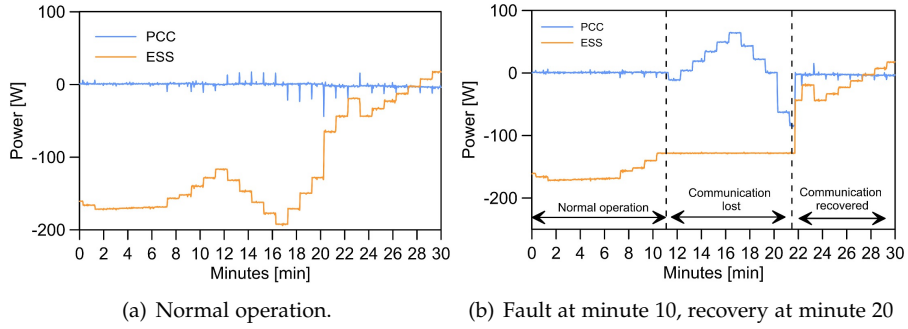 100
0
-100
-200
Power [W]
PCC
ESS
0 2 4 6 8 10 12 14 16 18 20 22 24 26 28 30
Minutes [min]
(a) Normal operation.
100
0
-100
-200
Power [W]
PCC
ESS
Normal operation
Communication
lost
Communication
recovered
0 2 4 6 8 10 12 14 16 18 20 22 24 26 28 30
Minutes [min]
(b) Fault at minute 10, recovery at minute 20